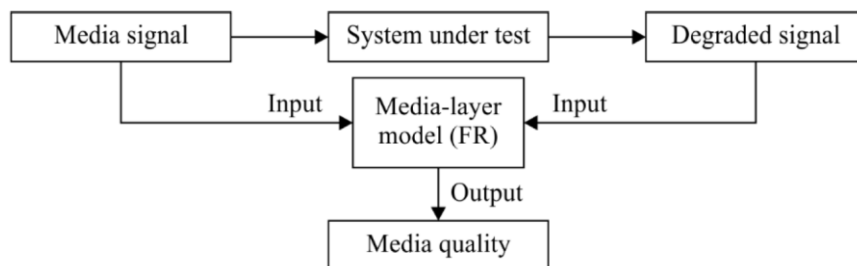 Media signal
System under test
Degraded signal
Input
Media-layer
model (FR)
Input
Output
Media quality